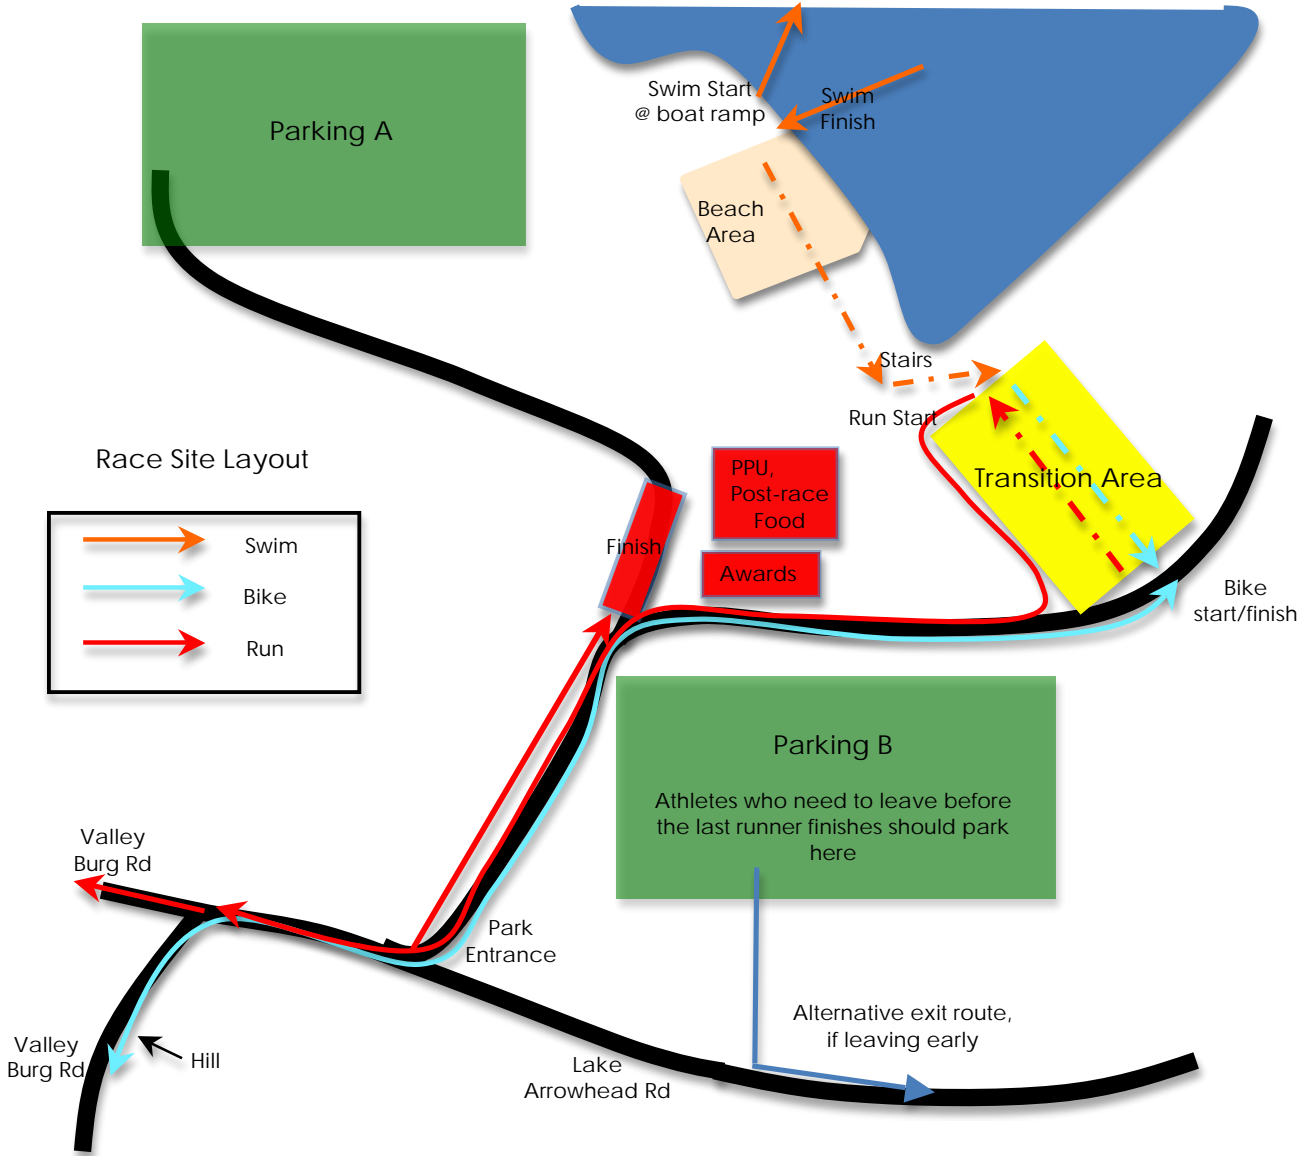 Parking A
Swim Start
@ boat ramp
Swim
Finish
Beach
Area
Stairs
Run Start
Transition Area
Race Site Layout
Swim
Bike
Run
PPU,
Post-race
Food
Finish
Awards
Bike
start/finish
Parking B
Athletes who need to leave before
the last runner finishes should park
here
Valley
Burg Rd
Park
Entrance
Alternative exit route,
if leaving early
Valley
Burg Rd
Hill
Lake
Arrowhead Rd